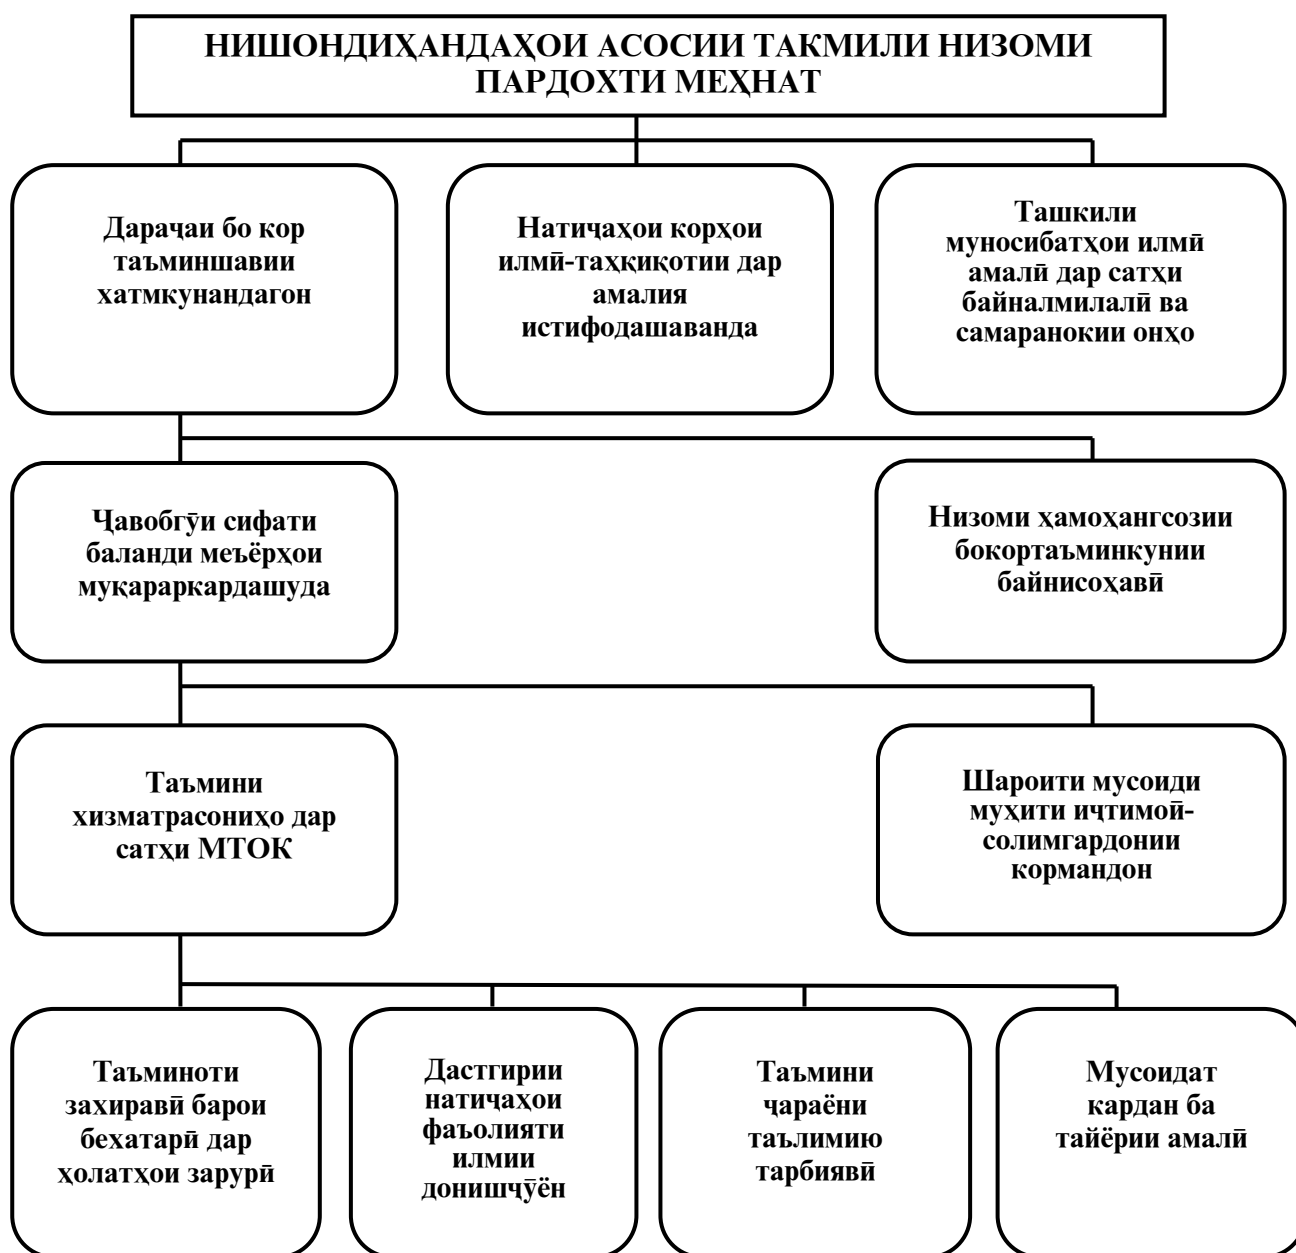 НИШОНДИҲАНДАҲОИ АСОСИИ ТАКМИЛИ НИЗОМИ
ПАРДОХТИ МЕҲНАТ
Дараҷаи бо кор
таъминшавии
хатмкунандагон
Натиҷаҳои корҳои
илмӣ-таҳқиқотии дар
амалия
истифодашаванда
Ташкили
муносибатҳои илмӣ
амалӣ дар сатҳи
байналмилалӣ ва
самаранокии онҳо
Ҷавобгӯи сифати
баланди меъёрҳои
муқараркардашуда
Низоми ҳамоҳангсозии
бокортаъминкунии
байнисоҳавӣ
Таъмини
хизматрасониҳо дар
сатҳи МТОК
Шароити мусоиди
муҳити иҷтимоӣ-
солимгардонии
кормандон
Таъминоти
захиравӣ барои
бехатарӣ дар
ҳолатҳои зарурӣ
Дастгирии
натиҷаҳои
фаъолияти
илмии
донишҷӯён
Таъмини
ҷараёни
таълимию
тарбиявӣ
Мусоидат
кардан ба
тайёрии амалӣ